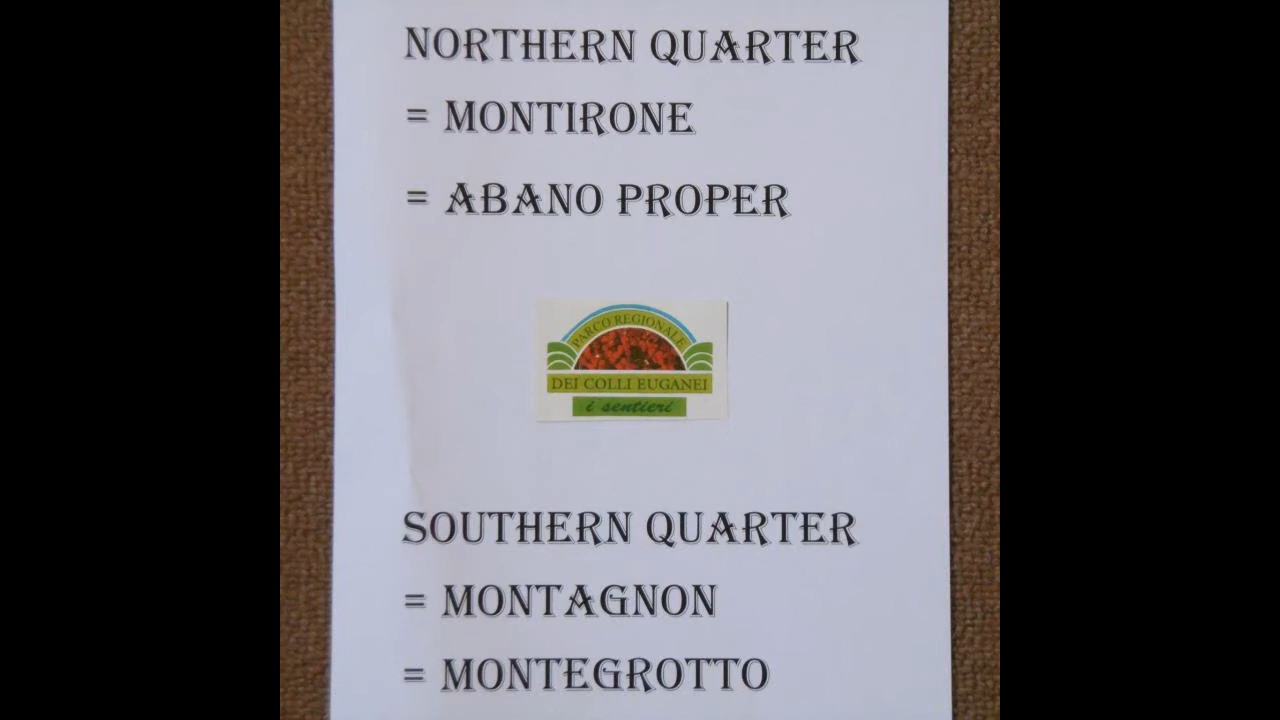 NORTHERN QUARTER
= MONTIRONE
= ABANO PROPER
PARCO REGIONALE
DEI COLLI EUGANEI
i sentieri
SOUTHERN QUARTER
= MONTAGNON
= MONTEGROTTO